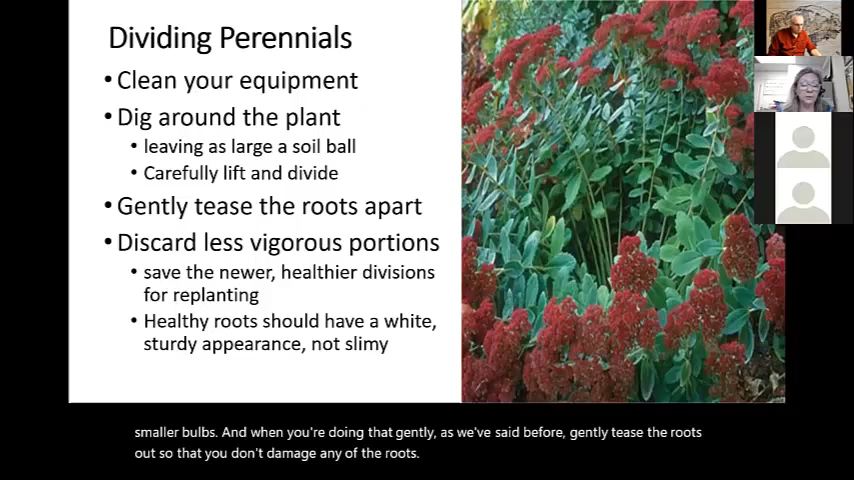 Dividing Perennials
• Clean your equipment
• Dig around the plant
• leaving as large a soil ball
• Carefully lift and divide
• Gently tease the roots apart
• Discard less vigorous portions
• save the newer, healthier divisions
for replanting
• Healthy roots should have a white,
sturdy appearance, not slimy
smaller bulbs. And when you're doing that gently, as we've said before, gently tease the roots
out so that you don't damage any of the roots.